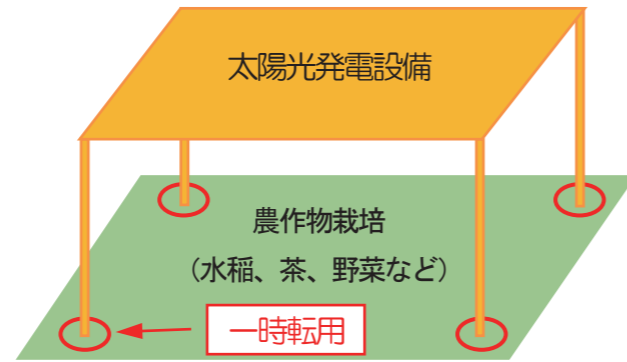 太陽光発電設備
農作物栽培
（水稲、茶、野菜など）
一時転用